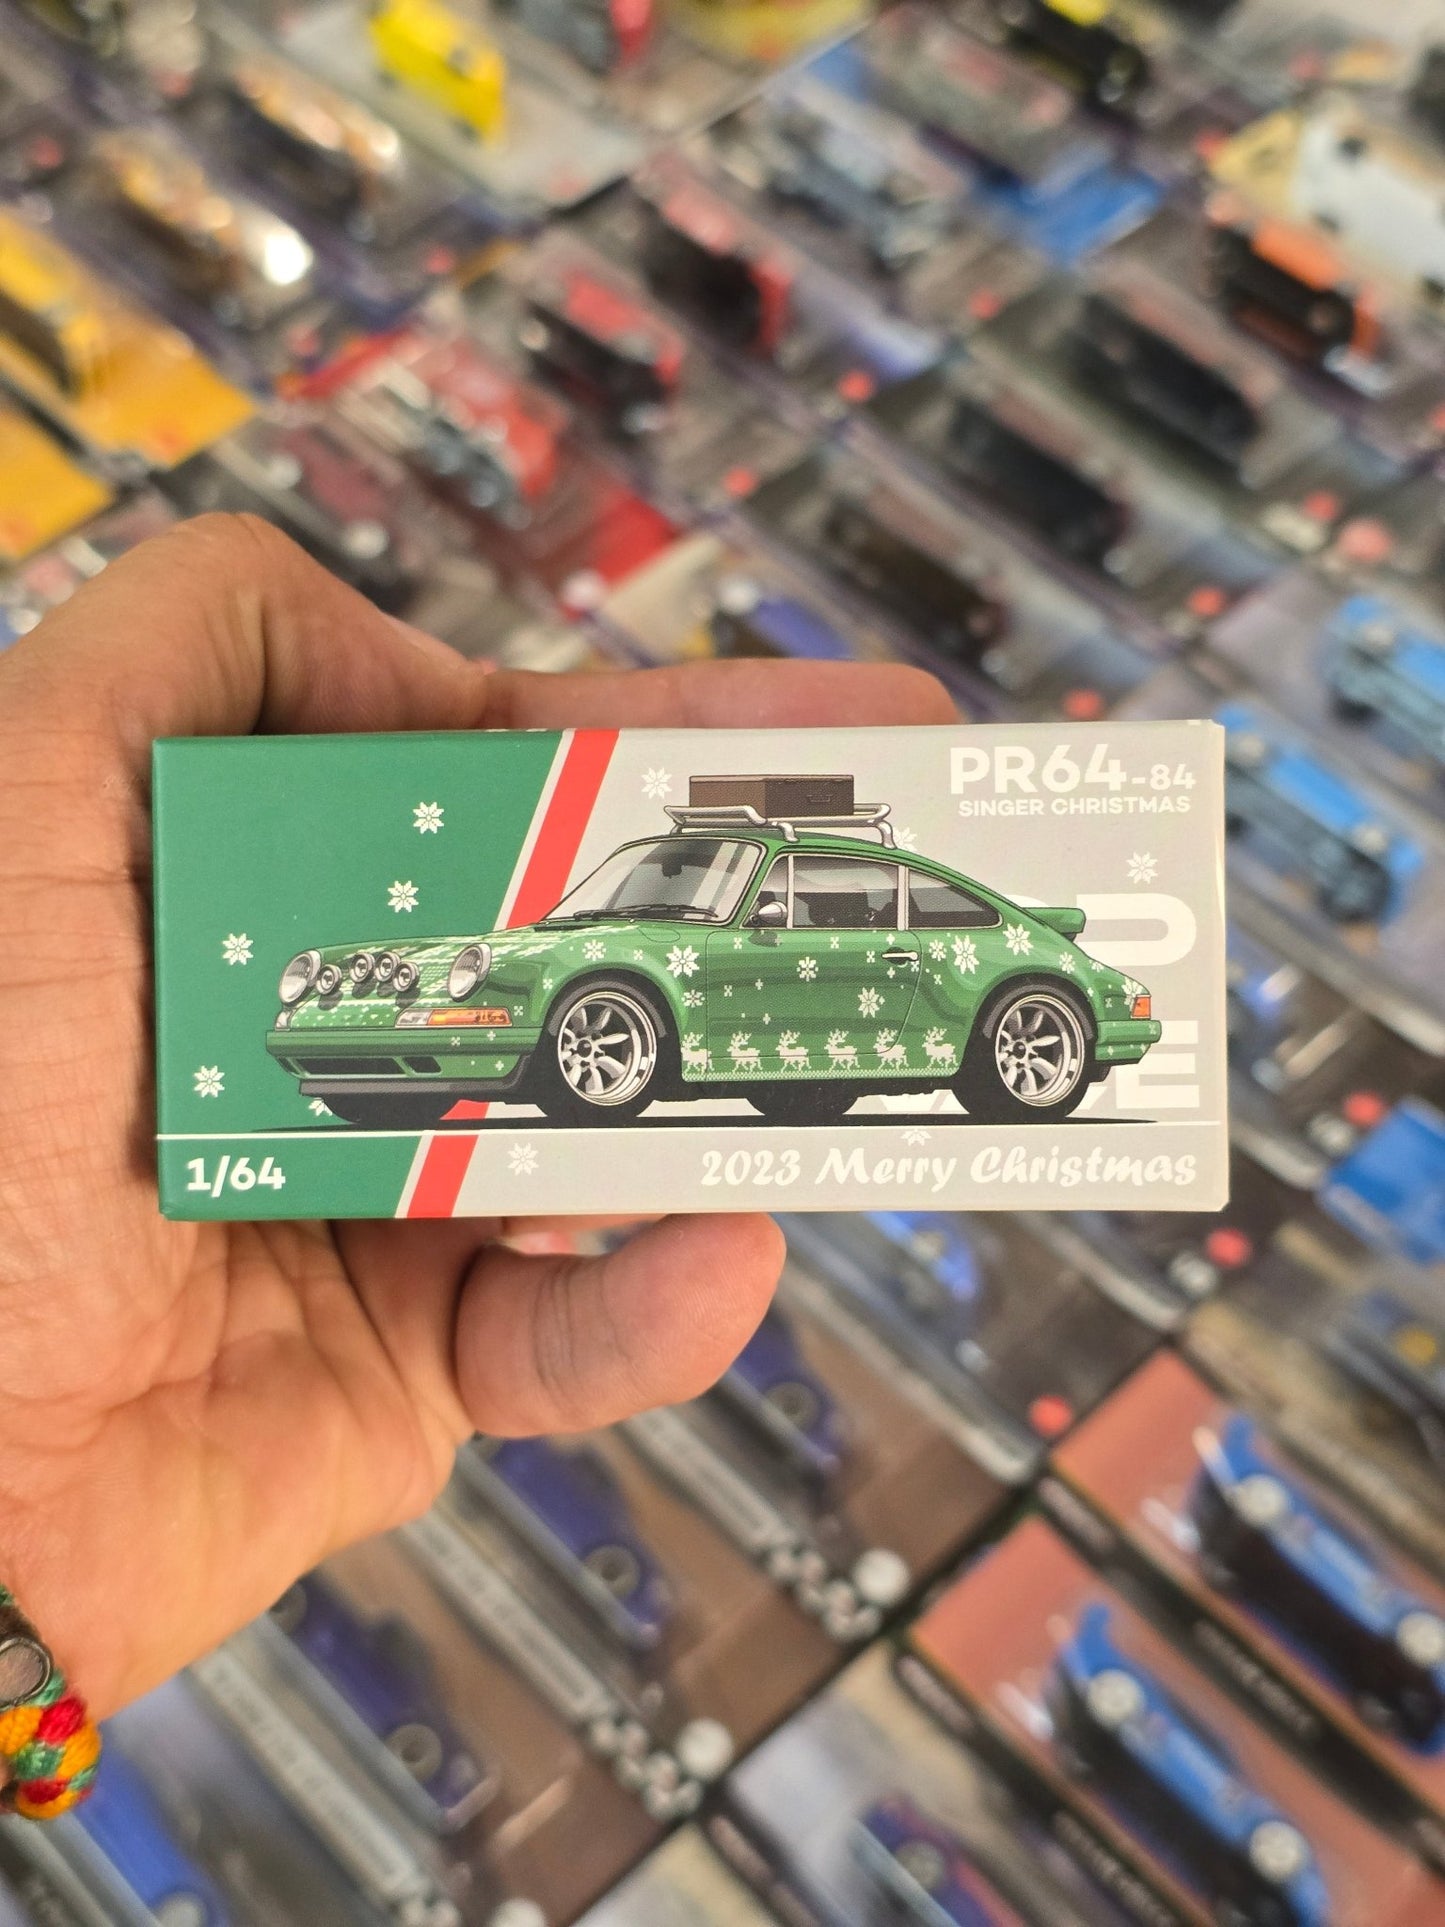 PR64-84
SINGER CHRISTMAS
1/64
2023 Merry Christmas